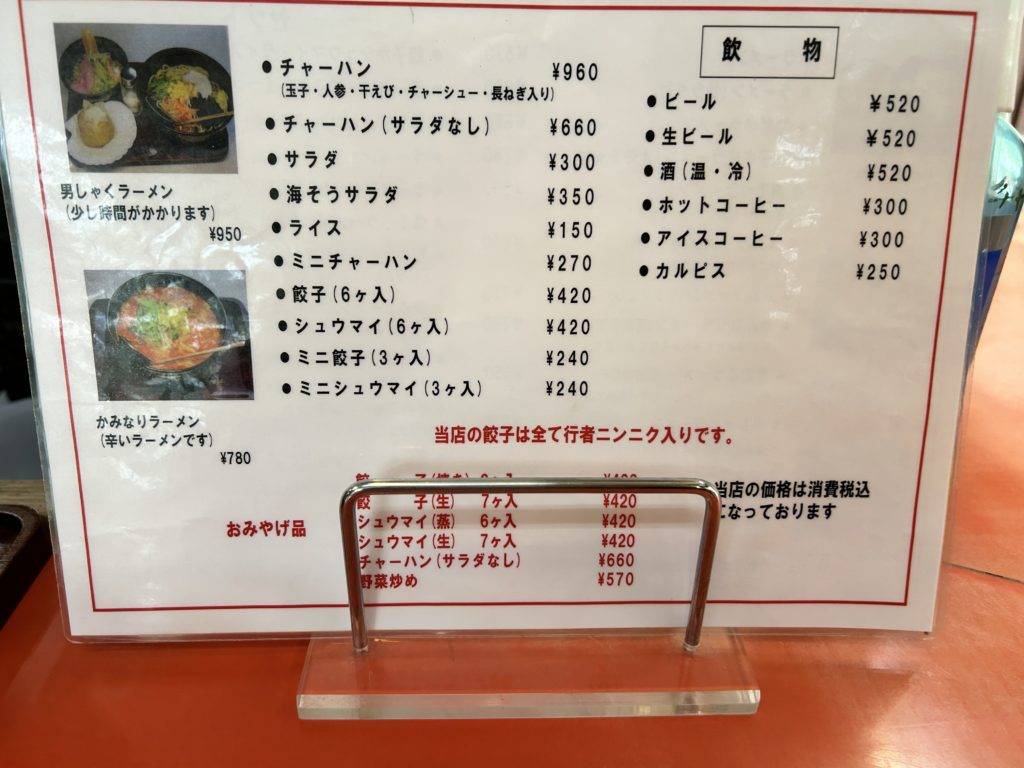 男しゃくラーメン
(少し時間がかかります)
¥950
かみなりラーメン
(辛いラーメンです)
¥780
●チャーハン ¥960
(玉子・人参・干えび・チャーシュー・長ねぎ入り)
●チャーハン(サラダなし) ¥660
●サラダ ¥300
●海そうサラダ ¥350
●ライス ¥150
●ミニチャーハン ¥270
●餃子(6ヶ入) ¥420
●シュウマイ(6ヶ入) ¥420
●ミニ餃子(3ヶ入) ¥240
●ミニシュウマイ(3ヶ入) ¥240
飲物
●ビール ¥520
●生ビール ¥520
●酒(温・冷) ¥520
●ホットコーヒー ¥300
●アイスコーヒー ¥300
●カルピス ¥250
当店の餃子は全て行者ニンニク入りです。
おみやげ品
餃子(生) 7ヶ入 ¥420
シュウマイ(蒸) 6ヶ入 ¥420
シュウマイ(生) 7ヶ入 ¥420
チャーハン(サラダなし) ¥660
野菜炒め ¥570
当店の価格は消費税込
になっております